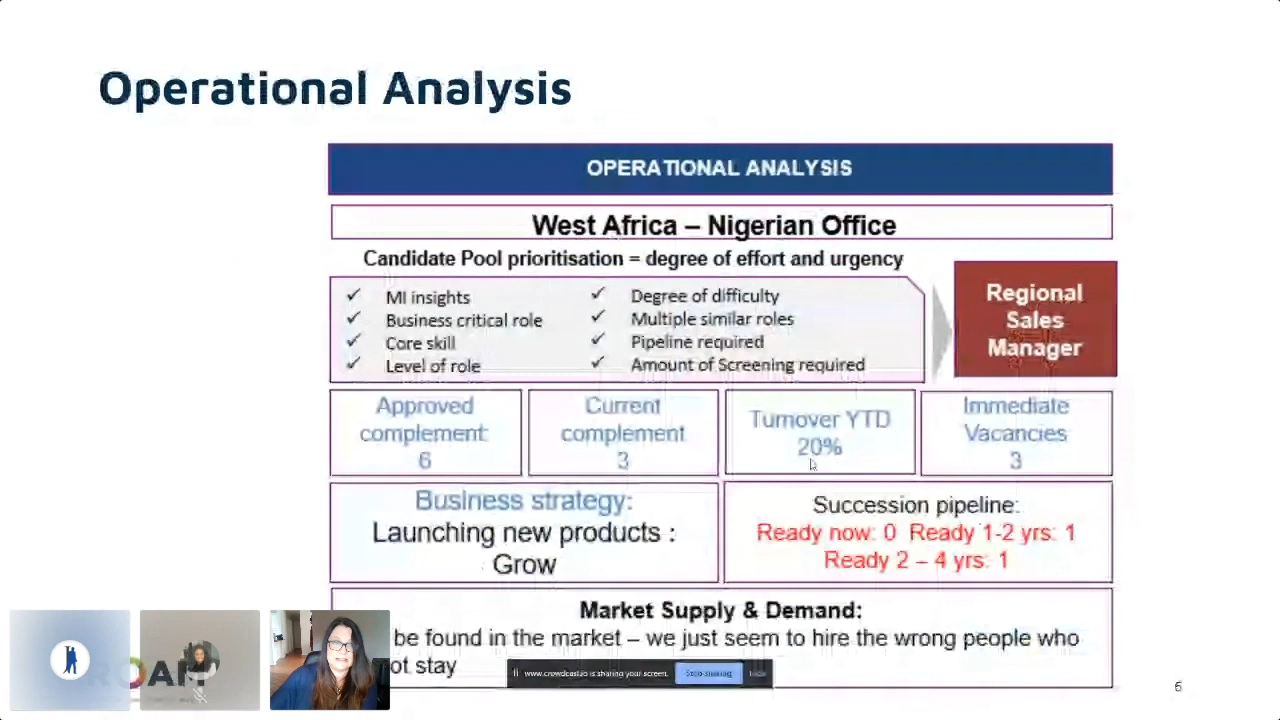 Operational Analysis
OPERATIONAL ANALYSIS
West Africa – Nigerian Office
Candidate Pool prioritisation = degree of effort and urgency
MI insights
Business critical role
Core skill
Level of role
Degree of difficulty
Multiple similar roles
Pipeline required
Amount of Screening required
Regional
Sales
Manager
Approved
complement:
6
Current
complement
3
Turnover YTD
20%
Immediate
Vacancies
3
Business strategy:
Launching new products :
Grow
Succession pipeline:
Ready now: 0 Ready 1-2 yrs: 1
Ready 2 – 4 yrs: 1
Market Supply & Demand:
be found in the market – we just seem to hire the wrong people who
stay
www.crowdcast.io is sharing your screen.
Stop sharing
Hide
6